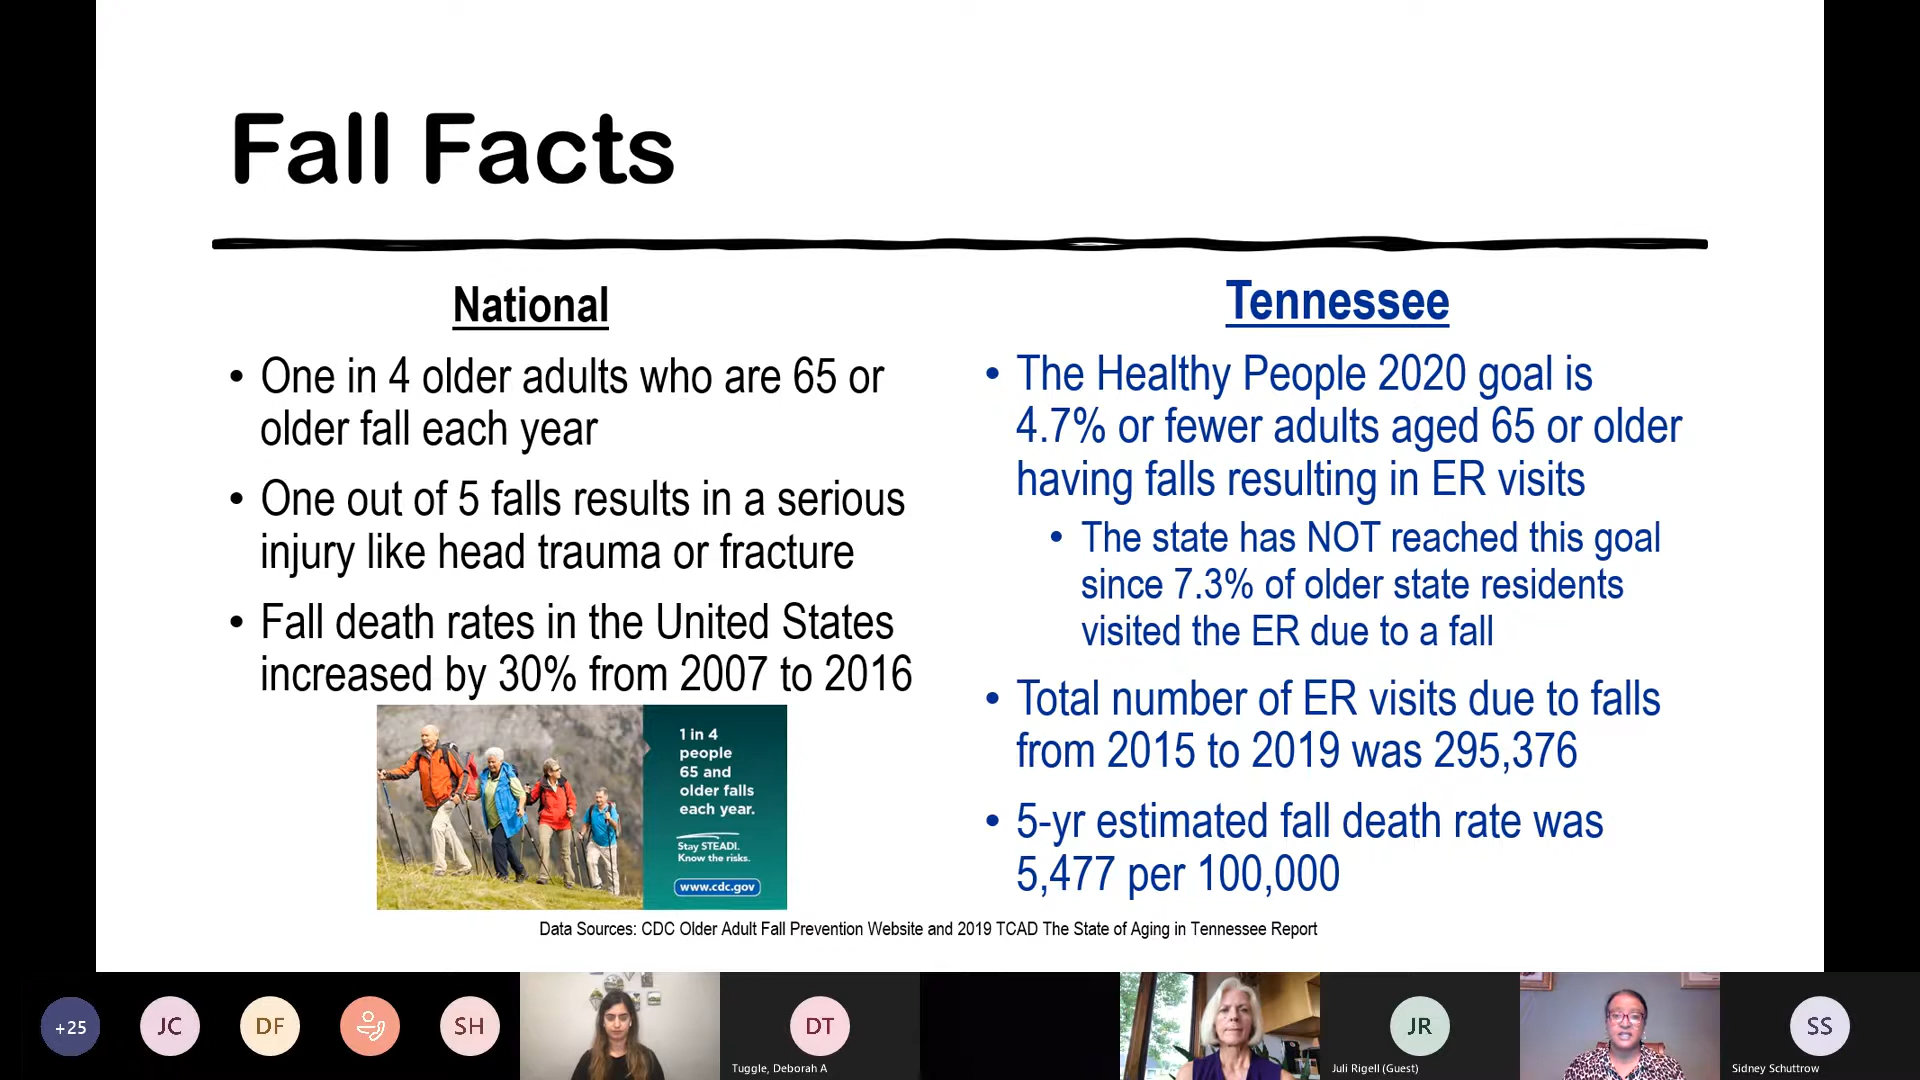 Fall Facts
National
• One in 4 older adults who are 65 or
older fall each year
• One out of 5 falls results in a serious
injury like head trauma or fracture
• Fall death rates in the United States
increased by 30% from 2007 to 2016
1 in 4
people
65 and
older falls
each year.
Stay STEADI.
Know the risks.
www.cdc.gov
Tennessee
• The Healthy People 2020 goal is
4.7% or fewer adults aged 65 or older
having falls resulting in ER visits
• The state has NOT reached this goal
since 7.3% of older state residents
visited the ER due to a fall
• Total number of ER visits due to falls
from 2015 to 2019 was 295,376
• 5-yr estimated fall death rate was
5,477 per 100,000
Data Sources: CDC Older Adult Fall Prevention Website and 2019 TCAD The State of Aging in Tennessee Report
+25
JC
DF
SH
DT
Tuggle, Deborah A
JR
Juli Rigell (Guest)
SS
Sidney Schuttrow